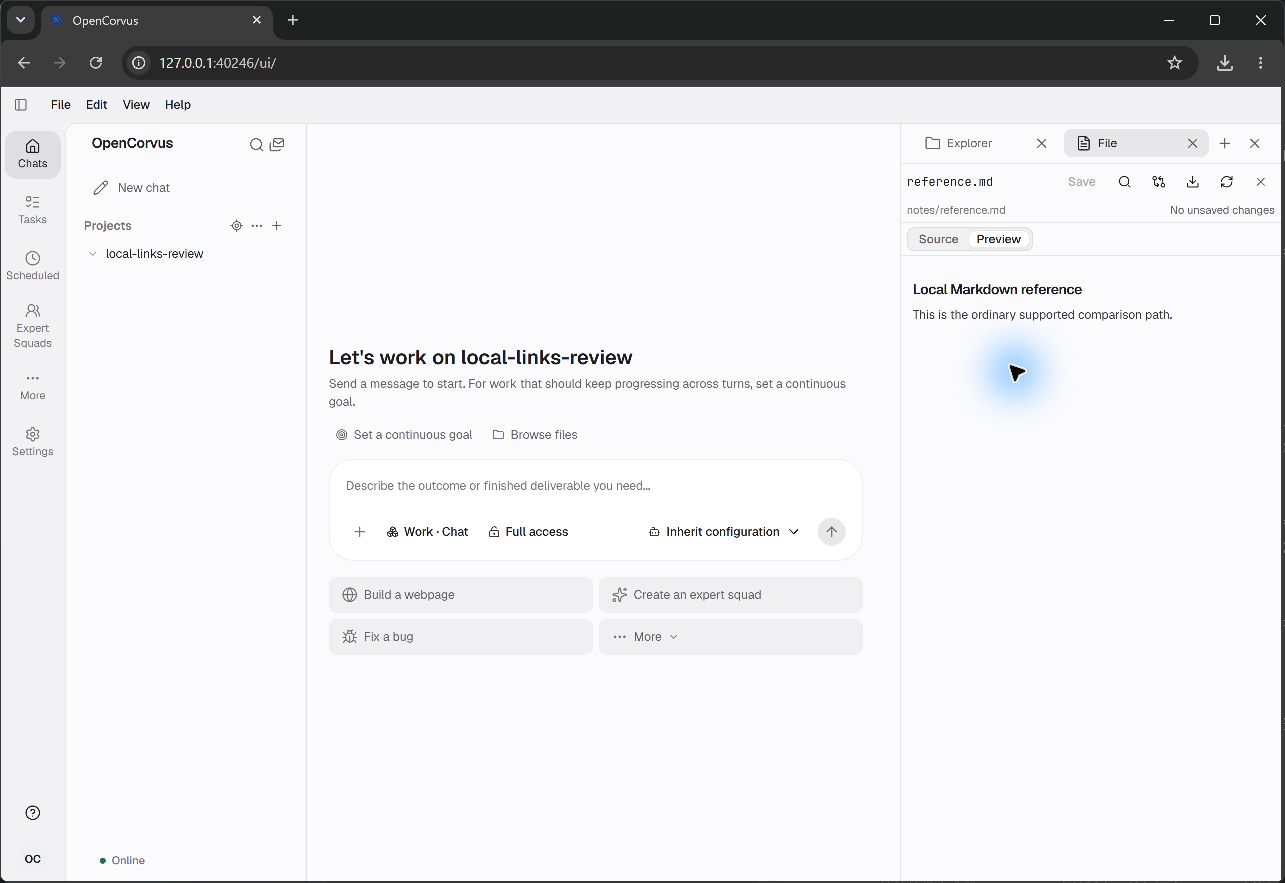 OpenCorvus
127.0.0.1:40246/ui/
File Edit View Help
Chats
Tasks
Scheduled
Expert
Squads
More
Settings
OC
OpenCorvus
New chat
Projects
local-links-review
Online
Let's work on local-links-review
Send a message to start. For work that should keep progressing across turns, set a continuous
goal.
Set a continuous goal Browse files
Describe the outcome or finished deliverable you need...
Work · Chat Full access Inherit configuration
Build a webpage Create an expert squad
Fix a bug More
Explorer File
reference.md Save
notes/reference.md No unsaved changes
Source Preview
Local Markdown reference
This is the ordinary supported comparison path.